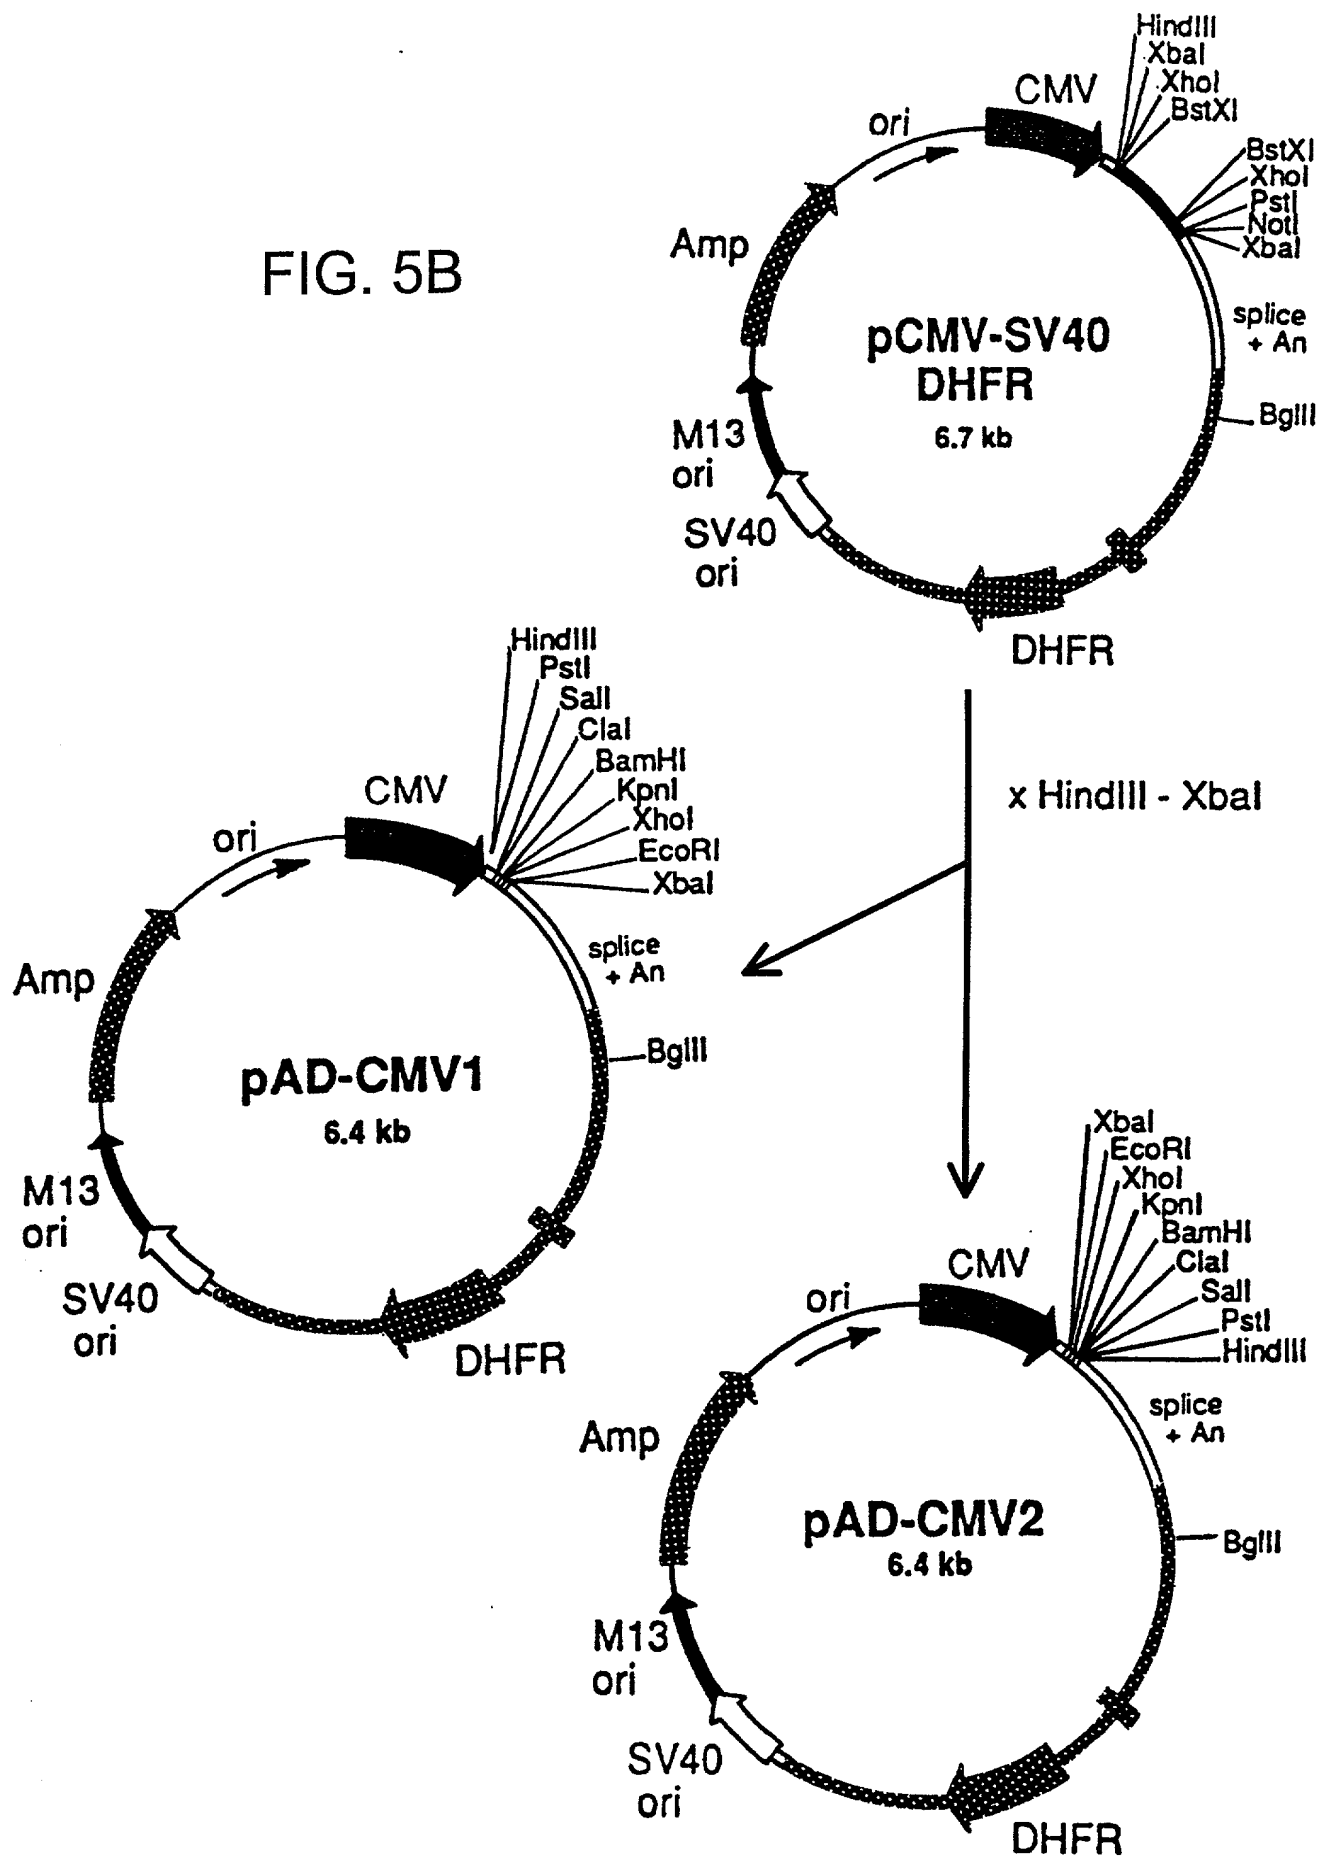 FIG. 5B
HindIII
XbaI
XhoI
BstXI
BstXI
XhoI
PstI
NotI
XbaI
CMV
ori
Amp
splice
+ An
pCMV-SV40
DHFR
6.7 kb
BglII
M13
ori
SV40
ori
DHFR
x HindIII - XbaI
HindIII
PstI
SalI
ClaI
BamHI
KpnI
XhoI
EcoRI
XbaI
CMV
ori
Amp
splice
+ An
BglII
pAD-CMV1
6.4 kb
M13
ori
SV40
ori
DHFR
XbaI
EcoRI
XhoI
KpnI
BamHI
ClaI
SalI
PstI
HindIII
CMV
ori
Amp
splice
+ An
pAD-CMV2
6.4 kb
BglII
M13
ori
SV40
ori
DHFR